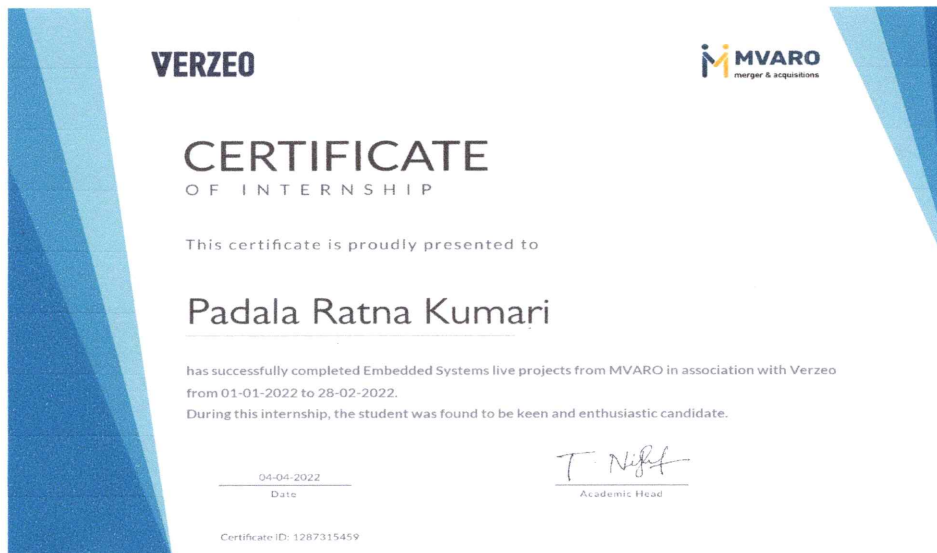 VERZEO
MVARO
merger & acquisitions
CERTIFICATE
OF INTERNSHIP
This certificate is proudly presented to
Padala Ratna Kumari
has successfully completed Embedded Systems live projects from MVARO in association with Verzeo
from 01-01-2022 to 28-02-2022.
During this internship, the student was found to be keen and enthusiastic candidate.
04-04-2022
Date
Academic Head
Certificate ID: 1287315459